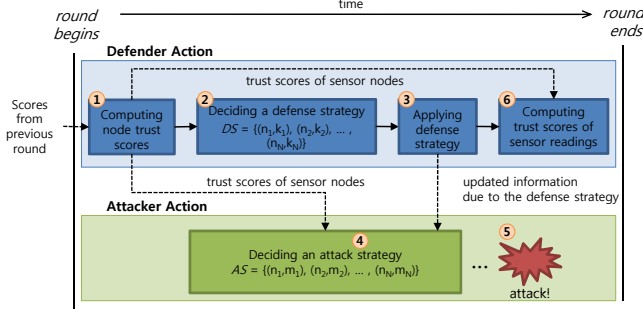 time
round
begins
round
ends
Defender Action
trust scores of sensor nodes
Scores
from
previous
round
1
Computing
node trust
scores
2
Deciding a defense strategy
DS = {(n1,k1), (n2,k2), ... ,
(nN,kN)}
3
Applying
defense
strategy
6
Computing
trust scores of
sensor readings
trust scores of sensor nodes
updated information
due to the defense strategy
Attacker Action
4
Deciding an attack strategy
AS = {(n1,m1), (n2,m2), ... , (nN,mN)}
...
5
attack!